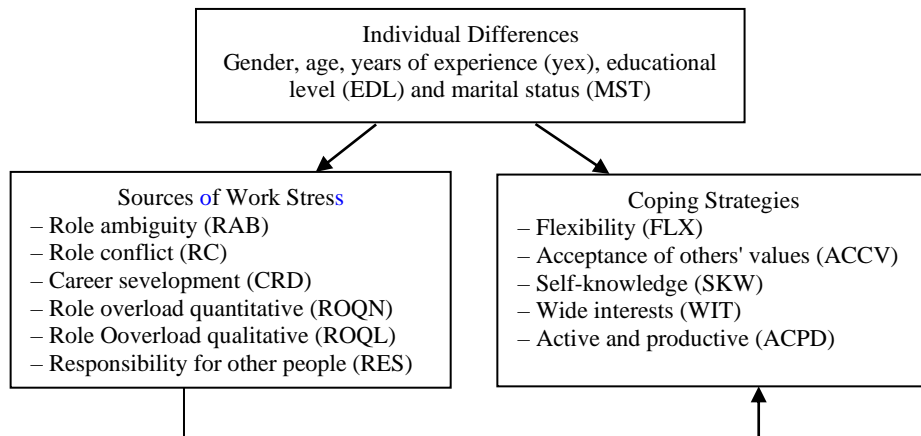 Individual Differences
Gender, age, years of experience (yex), educational
level (EDL) and marital status (MST)
Sources of Work Stress
– Role ambiguity (RAB)
– Role conflict (RC)
– Career sevelopment (CRD)
– Role overload quantitative (ROQN)
– Role Ooverload qualitative (ROQL)
– Responsibility for other people (RES)
Coping Strategies
– Flexibility (FLX)
– Acceptance of others' values (ACCV)
– Self-knowledge (SKW)
– Wide interests (WIT)
– Active and productive (ACPD)